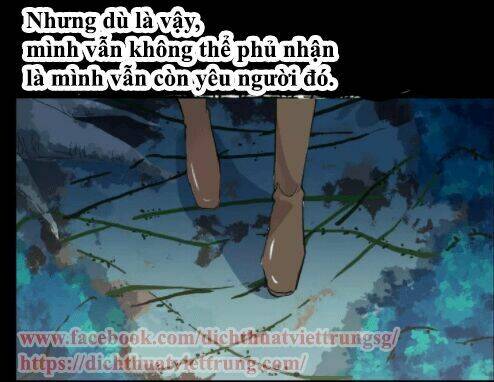 Nhưng dù là vậy,
mình vẫn không thể phủ nhận
là mình vẫn còn yêu người đó.
www.facebook.com/dichthuatviettrungsg/
https://dichthuatviettrung.com/